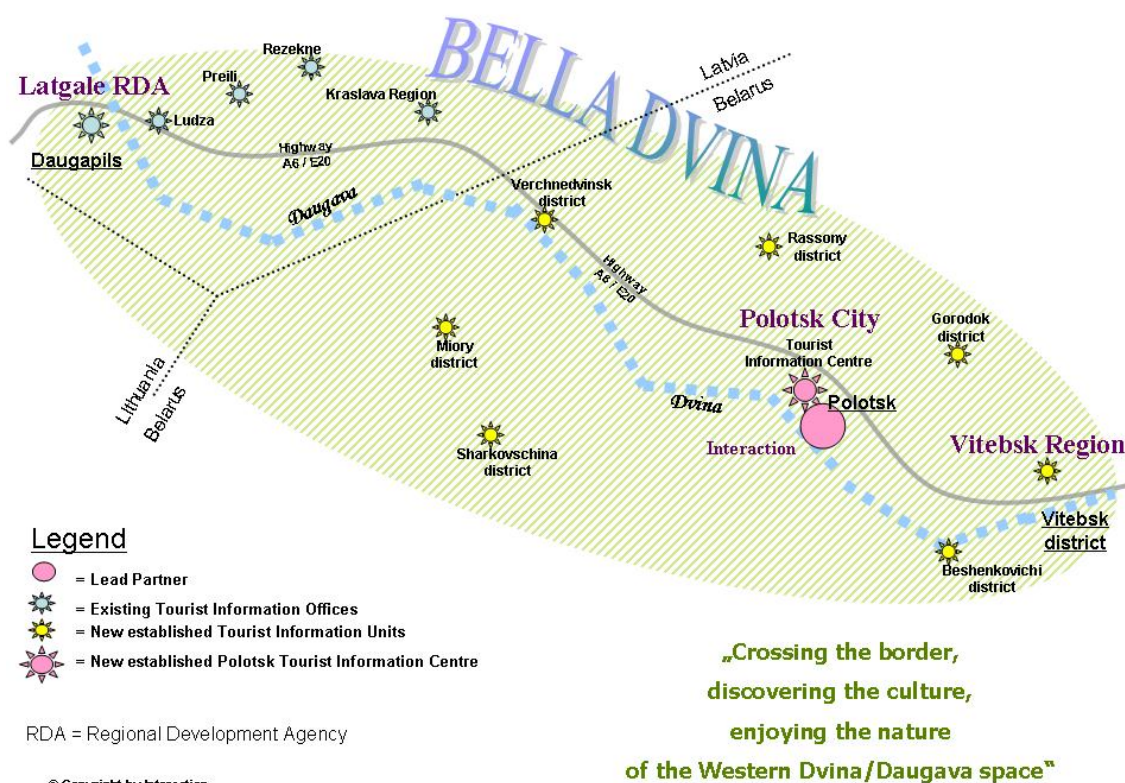 BELLA DVINA
Latvia
Belarus
Rezekne
Preili
Kraslava Region
Latgale RDA
Ludza
Daugapils
Highway
A6 / E20
Daugava
Verchnedvinsk
district
Rassony
district
Highway
A6 / E20
Polotsk City
Tourist
Information Centre
Gorodok
district
Miory
district
Lithuania
Belarus
Dvina
Polotsk
Interaction
Sharkovschina
district
Vitebsk Region
Vitebsk
district
Beshenkovichi
district
Legend
= Lead Partner
= Existing Tourist Information Offices
= New established Tourist Information Units
= New established Polotsk Tourist Information Centre
RDA = Regional Development Agency
„Crossing the border,
discovering the culture,
enjoying the nature
of the Western Dvina/Daugava space“
© Copyright by Interaction